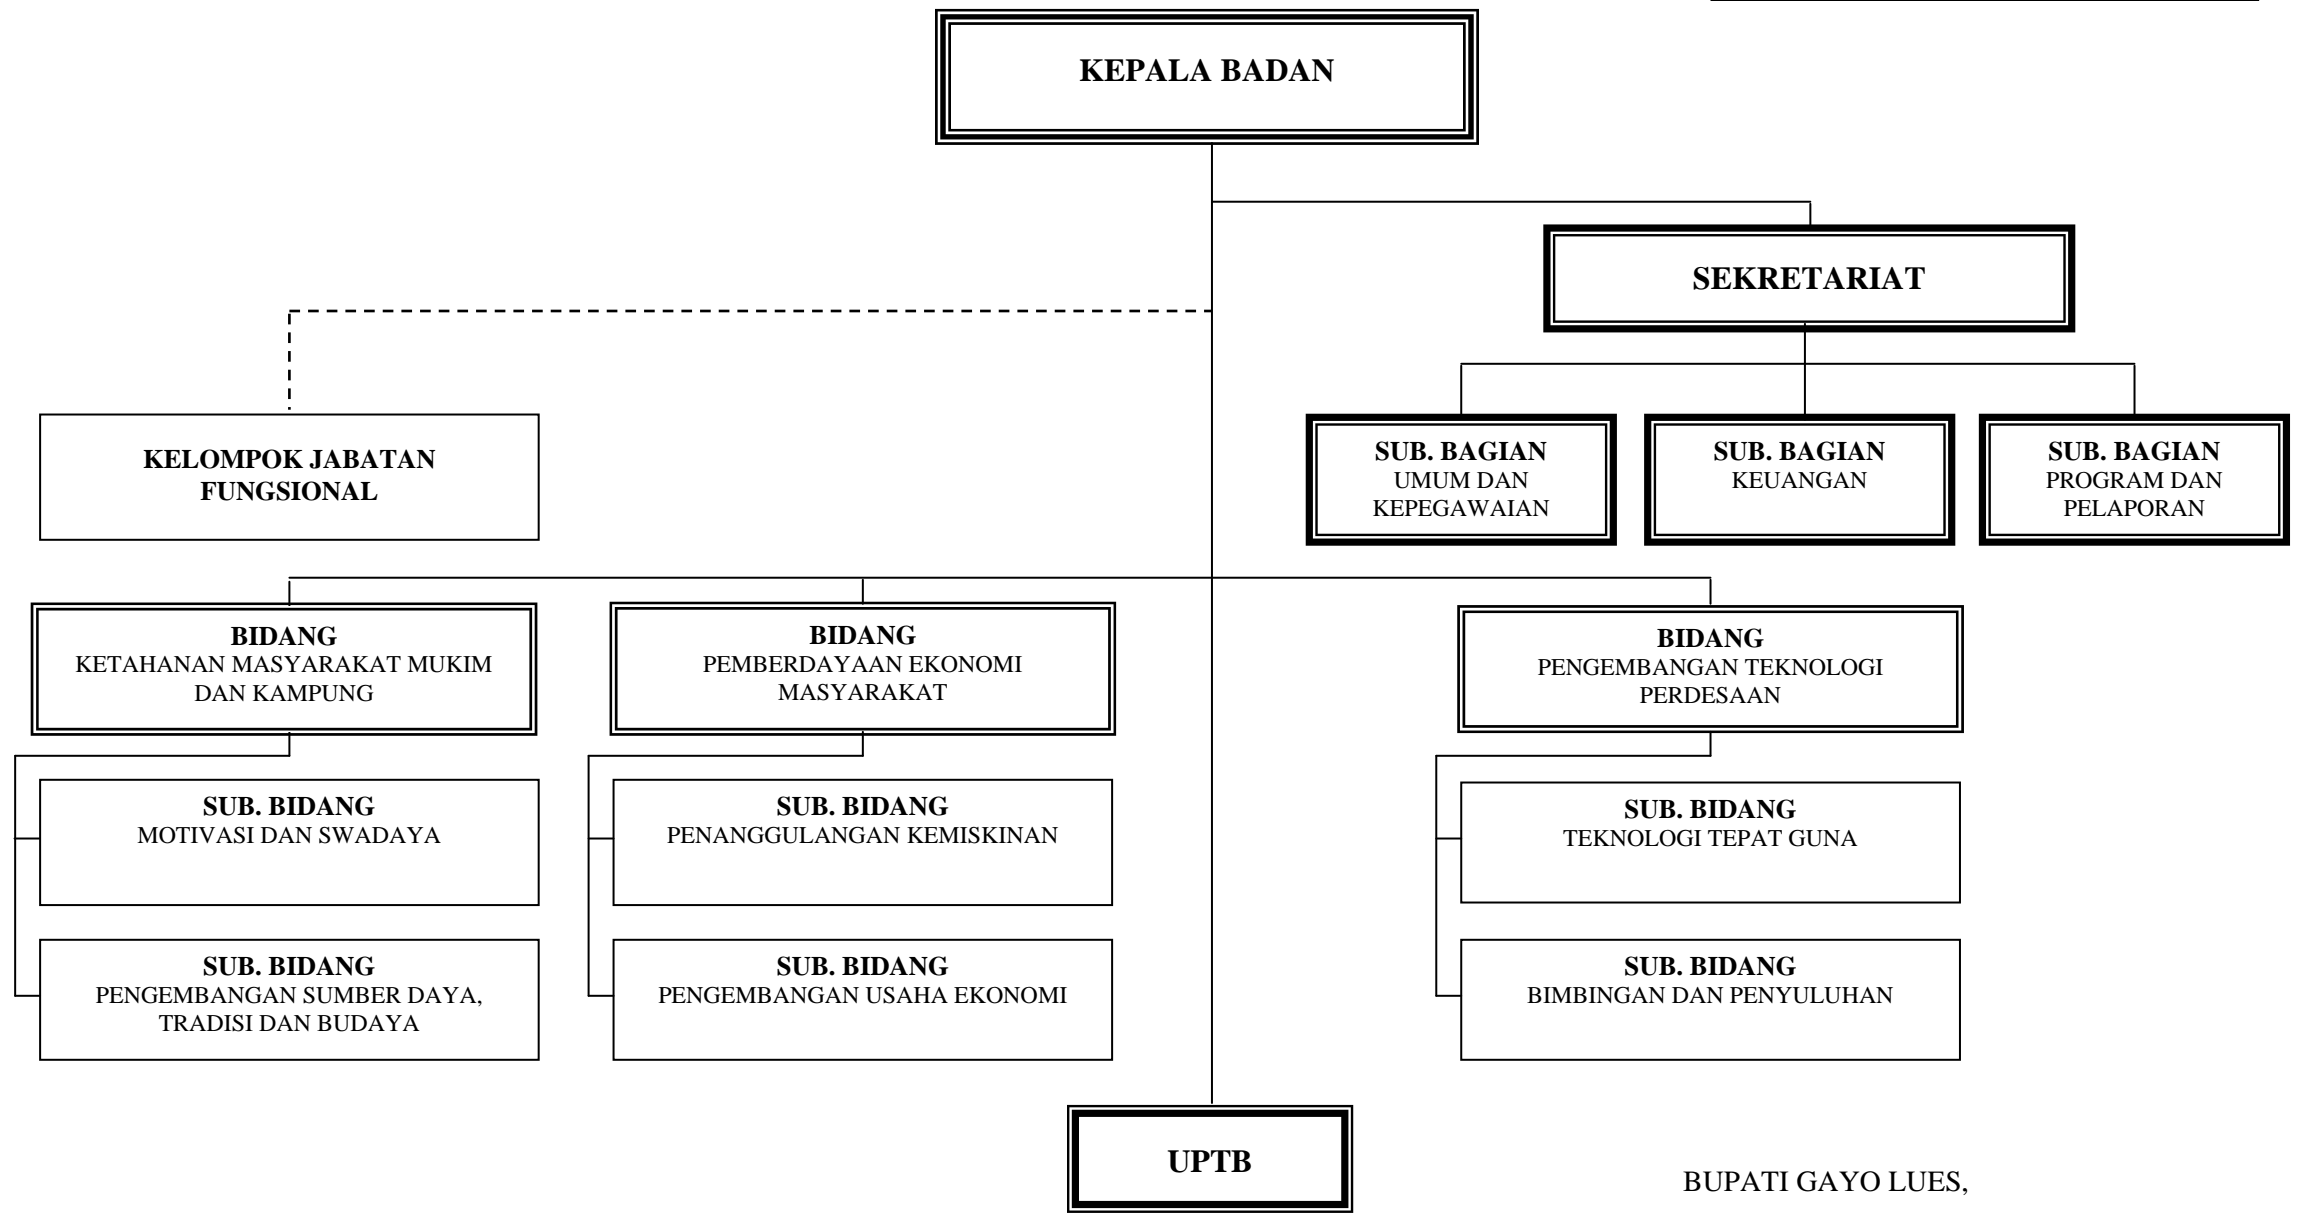 KEPALA BADAN
SEKRETARIAT
KELOMPOK JABATAN
FUNGSIONAL
SUB. BAGIAN
UMUM DAN
KEPEGAWAIAN
SUB. BAGIAN
KEUANGAN
SUB. BAGIAN
PROGRAM DAN
PELAPORAN
BIDANG
KETAHANAN MASYARAKAT MUKIM
DAN KAMPUNG
BIDANG
PEMBERDAYAAN EKONOMI
MASYARAKAT
BIDANG
PENGEMBANGAN TEKNOLOGI
PERDESAAN
SUB. BIDANG
MOTIVASI DAN SWADAYA
SUB. BIDANG
PENANGGULANGAN KEMISKINAN
SUB. BIDANG
TEKNOLOGI TEPAT GUNA
SUB. BIDANG
PENGEMBANGAN SUMBER DAYA,
TRADISI DAN BUDAYA
SUB. BIDANG
PENGEMBANGAN USAHA EKONOMI
SUB. BIDANG
BIMBINGAN DAN PENYULUHAN
UPTB
BUPATI GAYO LUES,